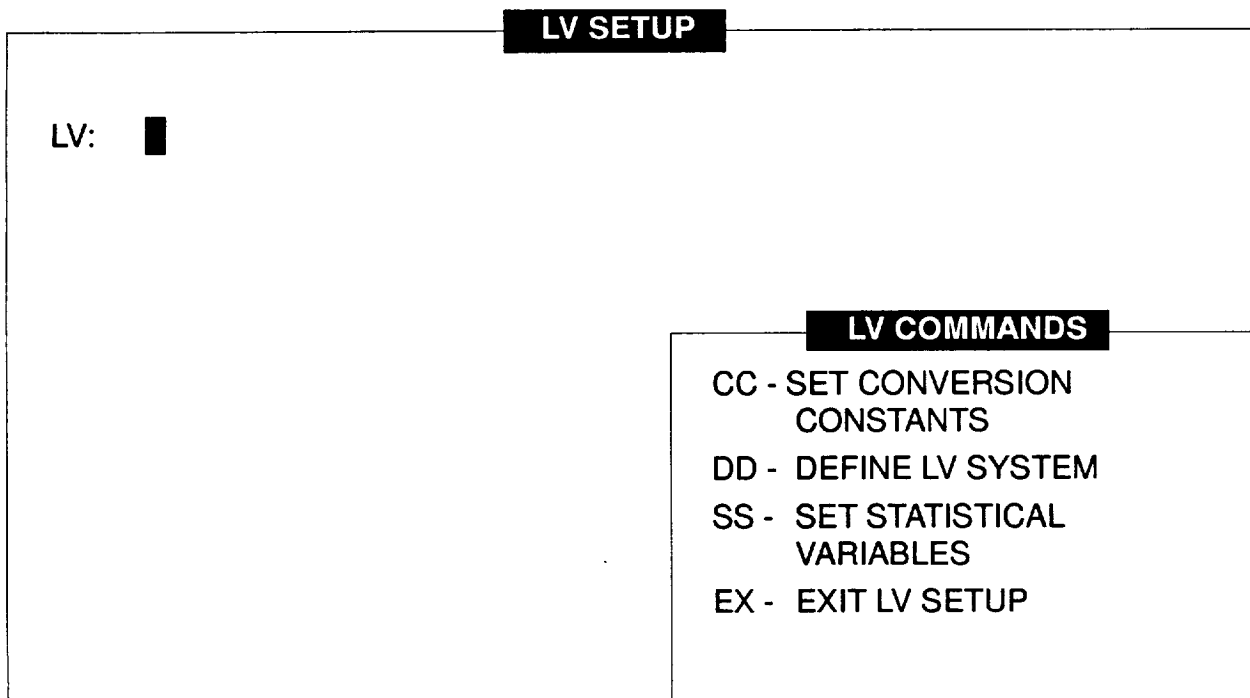 LV SETUP
LV:
LV COMMANDS
CC - SET CONVERSION
CONSTANTS
DD - DEFINE LV SYSTEM
SS - SET STATISTICAL
VARIABLES
EX - EXIT LV SETUP